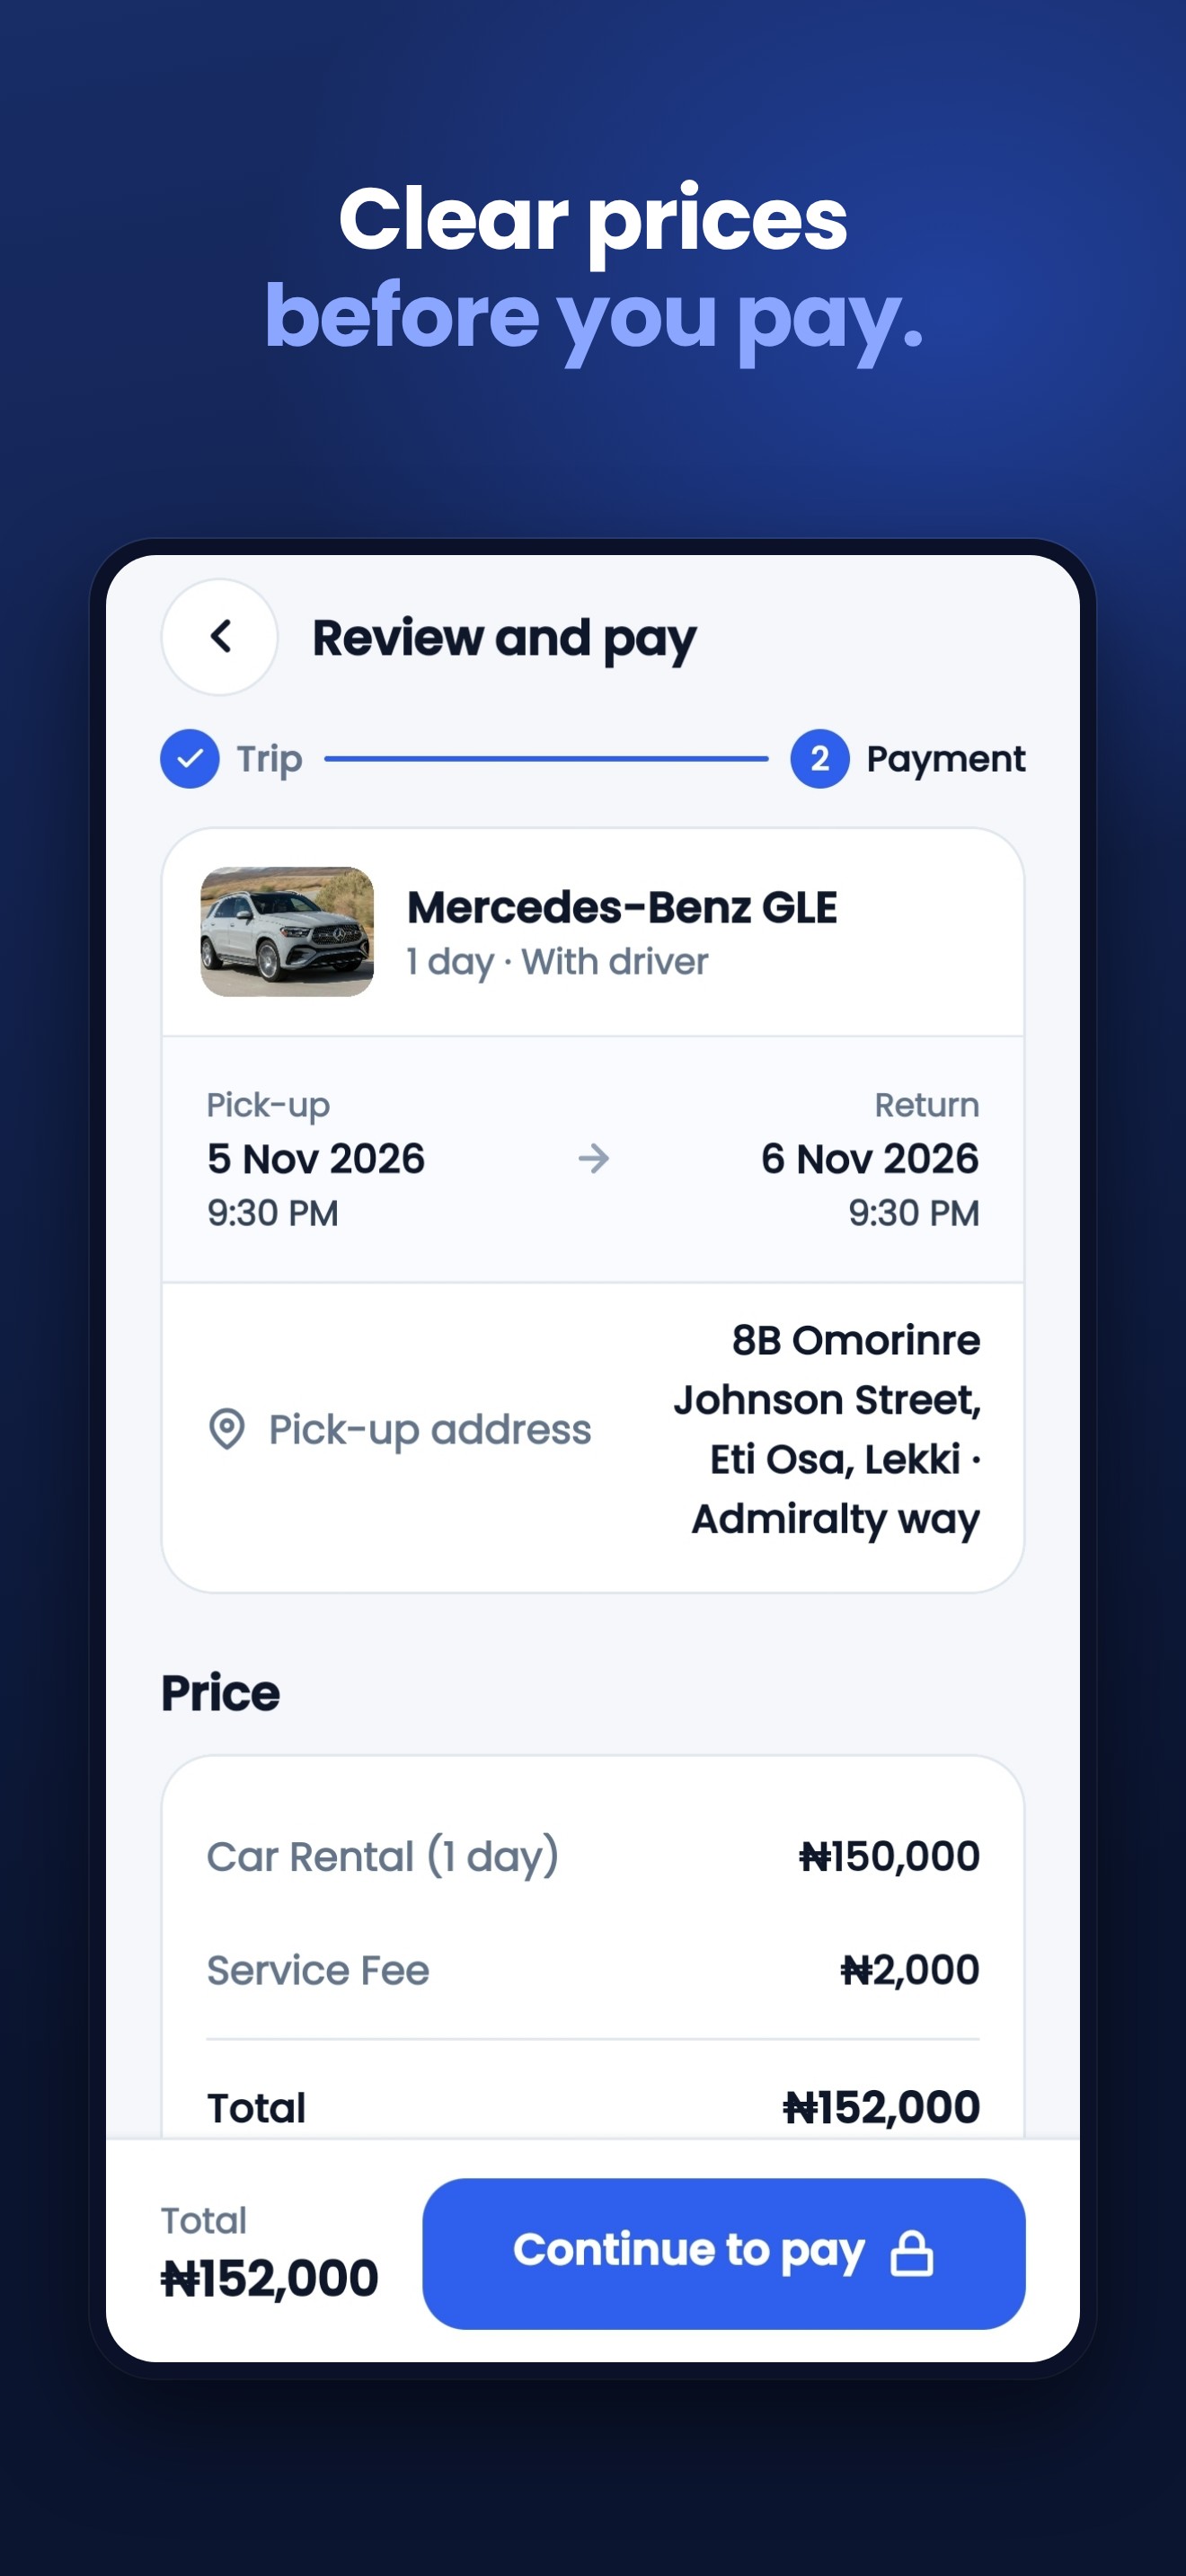 Clear prices
before you pay.
Review and pay
Trip
2 Payment
Mercedes-Benz GLE
1 day · With driver
Pick-up
5 Nov 2026
9:30 PM
Return
6 Nov 2026
9:30 PM
Pick-up address
8B Omorinre
Johnson Street,
Eti Osa, Lekki ·
Admiralty way
Price
Car Rental (1 day) ₦150,000
Service Fee ₦2,000
Total ₦152,000
Total
₦152,000
Continue to pay